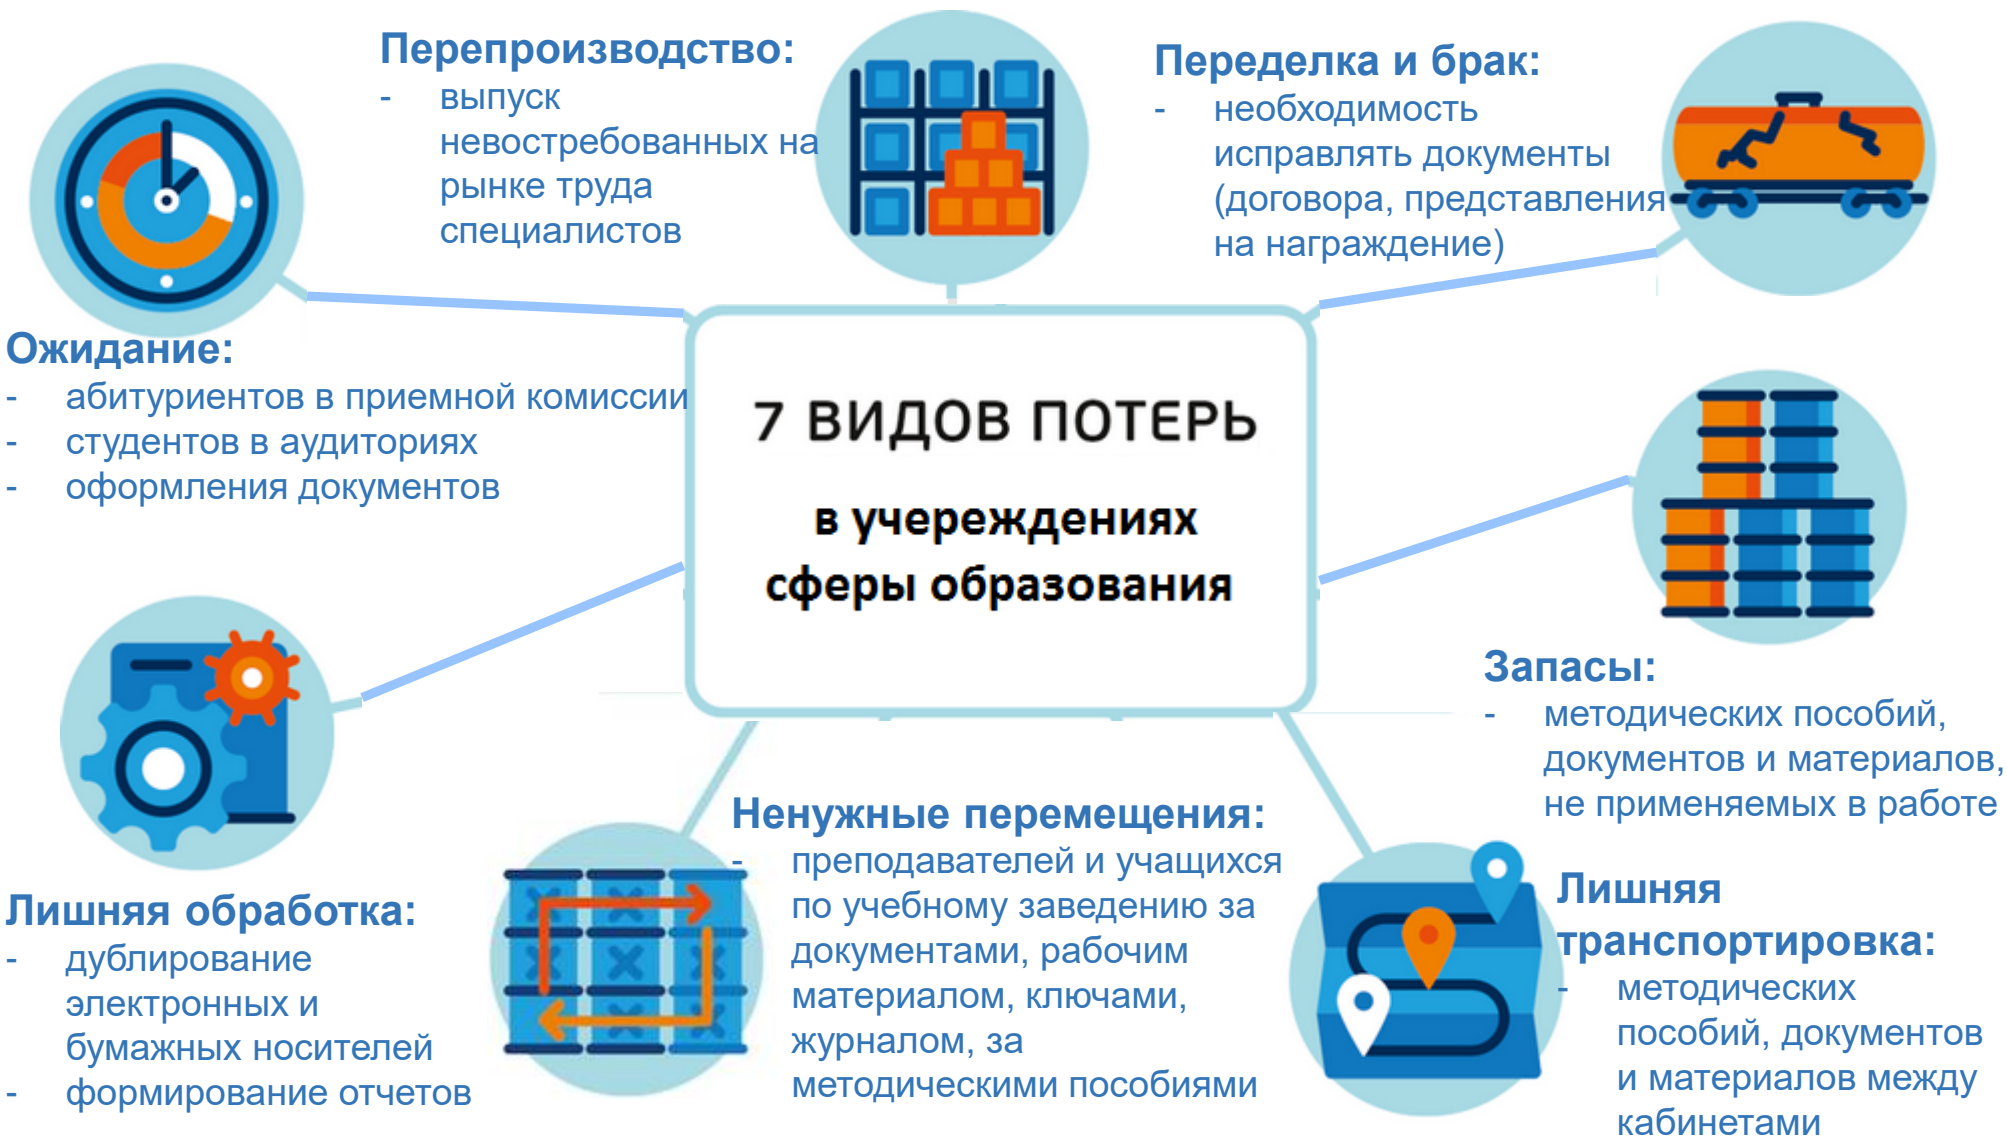 Перепроизводство:
- выпуск
невостребованных на
рынке труда
специалистов
Переделка и брак:
- необходимость
исправлять документы
(договора, представления
на награждение)
Ожидание:
- абитуриентов в приемной комиссии
- студентов в аудиториях
- оформления документов
7 ВИДОВ ПОТЕРЬ
в учереждениях
сферы образования
Запасы:
- методических пособий,
документов и материалов,
не применяемых в работе
Лишняя обработка:
- дублирование
электронных и
бумажных носителей
- формирование отчетов
Ненужные перемещения:
- преподавателей и учащихся
по учебному заведению за
документами, рабочим
материалом, ключами,
журналом, за
методическими пособиями
Лишняя
транспортировка:
- методических
пособий, документов
и материалов между
кабинетами